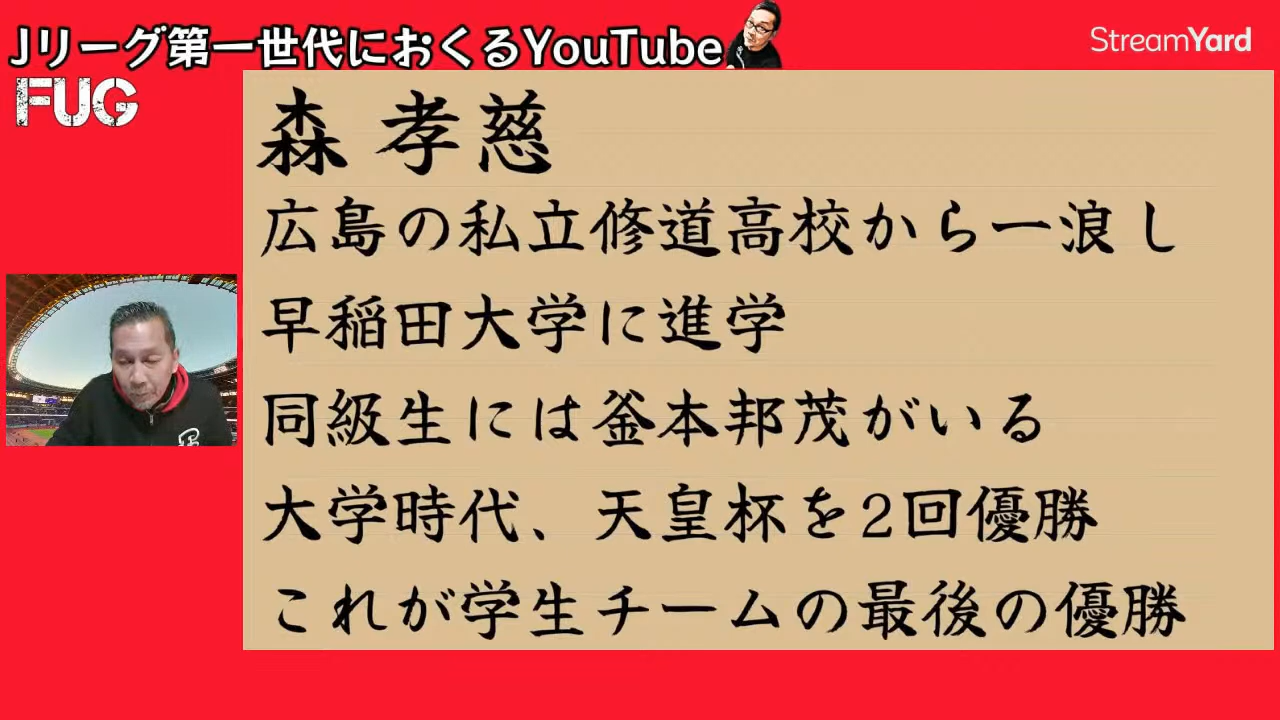 Jリーグ第一世代におくるYouTube
StreamYard
FUG
森 孝慈
広島の私立修道高校から一浪し
早稲田大学に進学
同級生には釜本邦茂がいる
大学時代、天皇杯を2回優勝
これが学生チームの最後の優勝